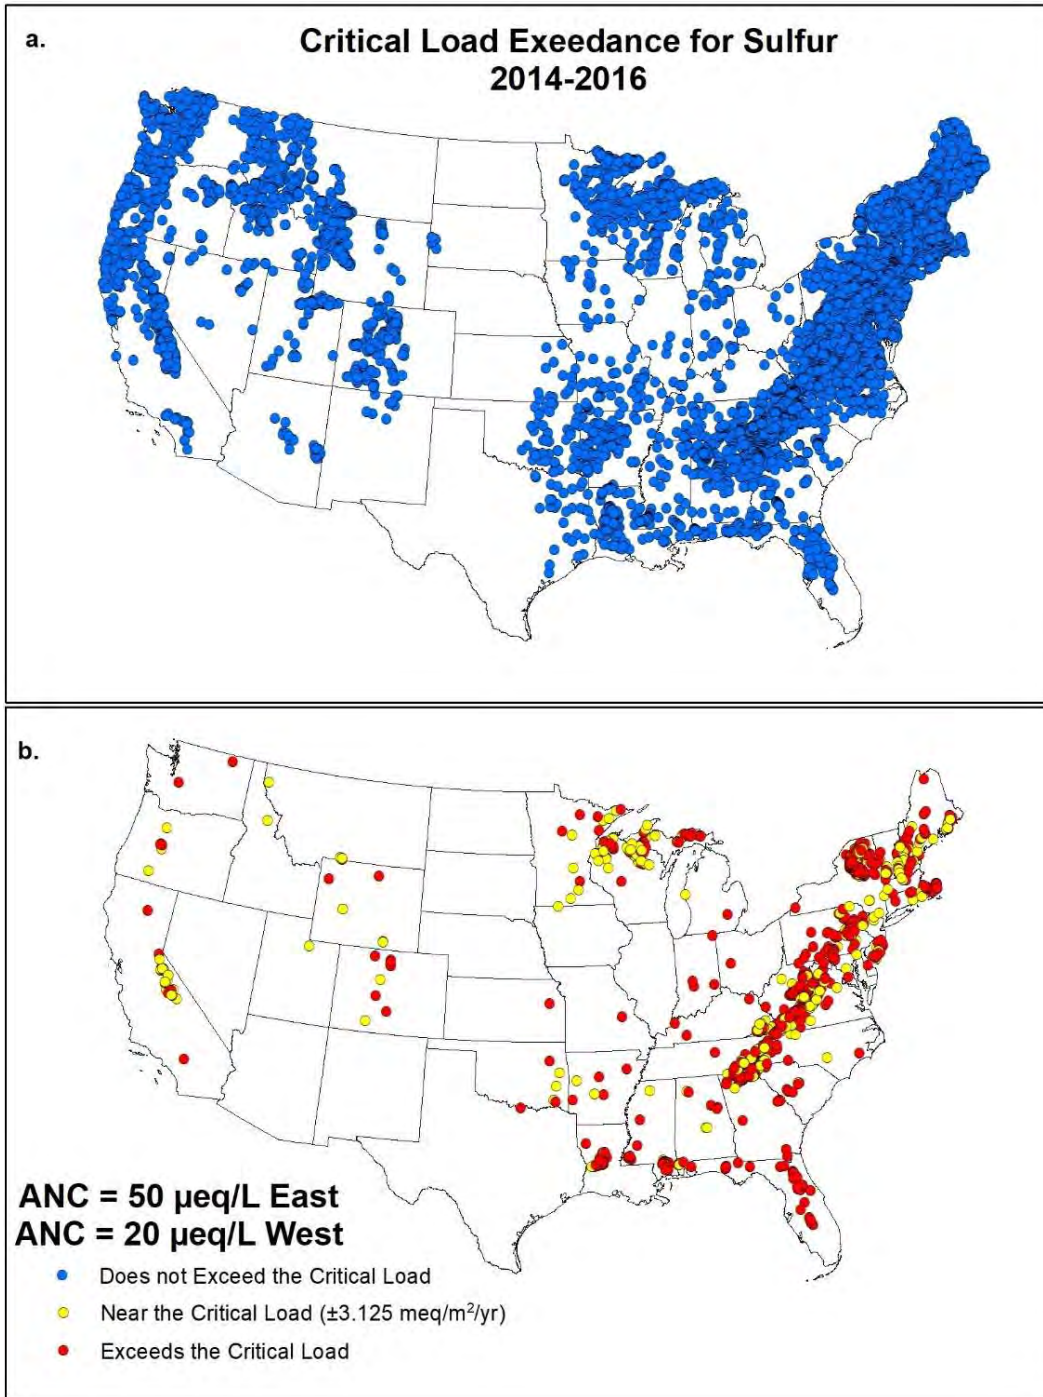 a.
Critical Load Exeedance for Sulfur
2014-2016
b.
ANC = 50 µeq/L East
ANC = 20 µeq/L West
Does not Exceed the Critical Load
Near the Critical Load (±3.125 meq/m²/yr)
Exceeds the Critical Load